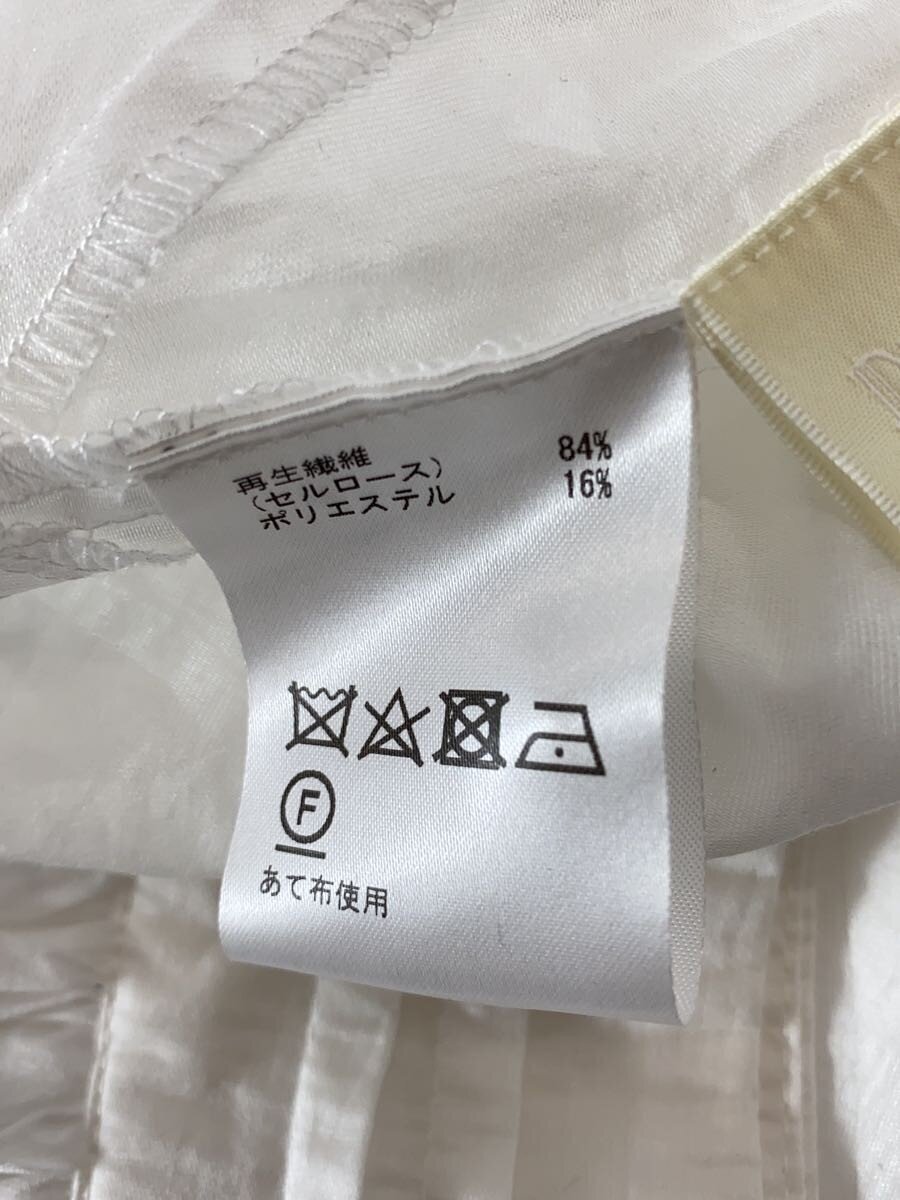 再生繊維 84%
(セルロース)
ポリエステル 16%
F
あて布使用